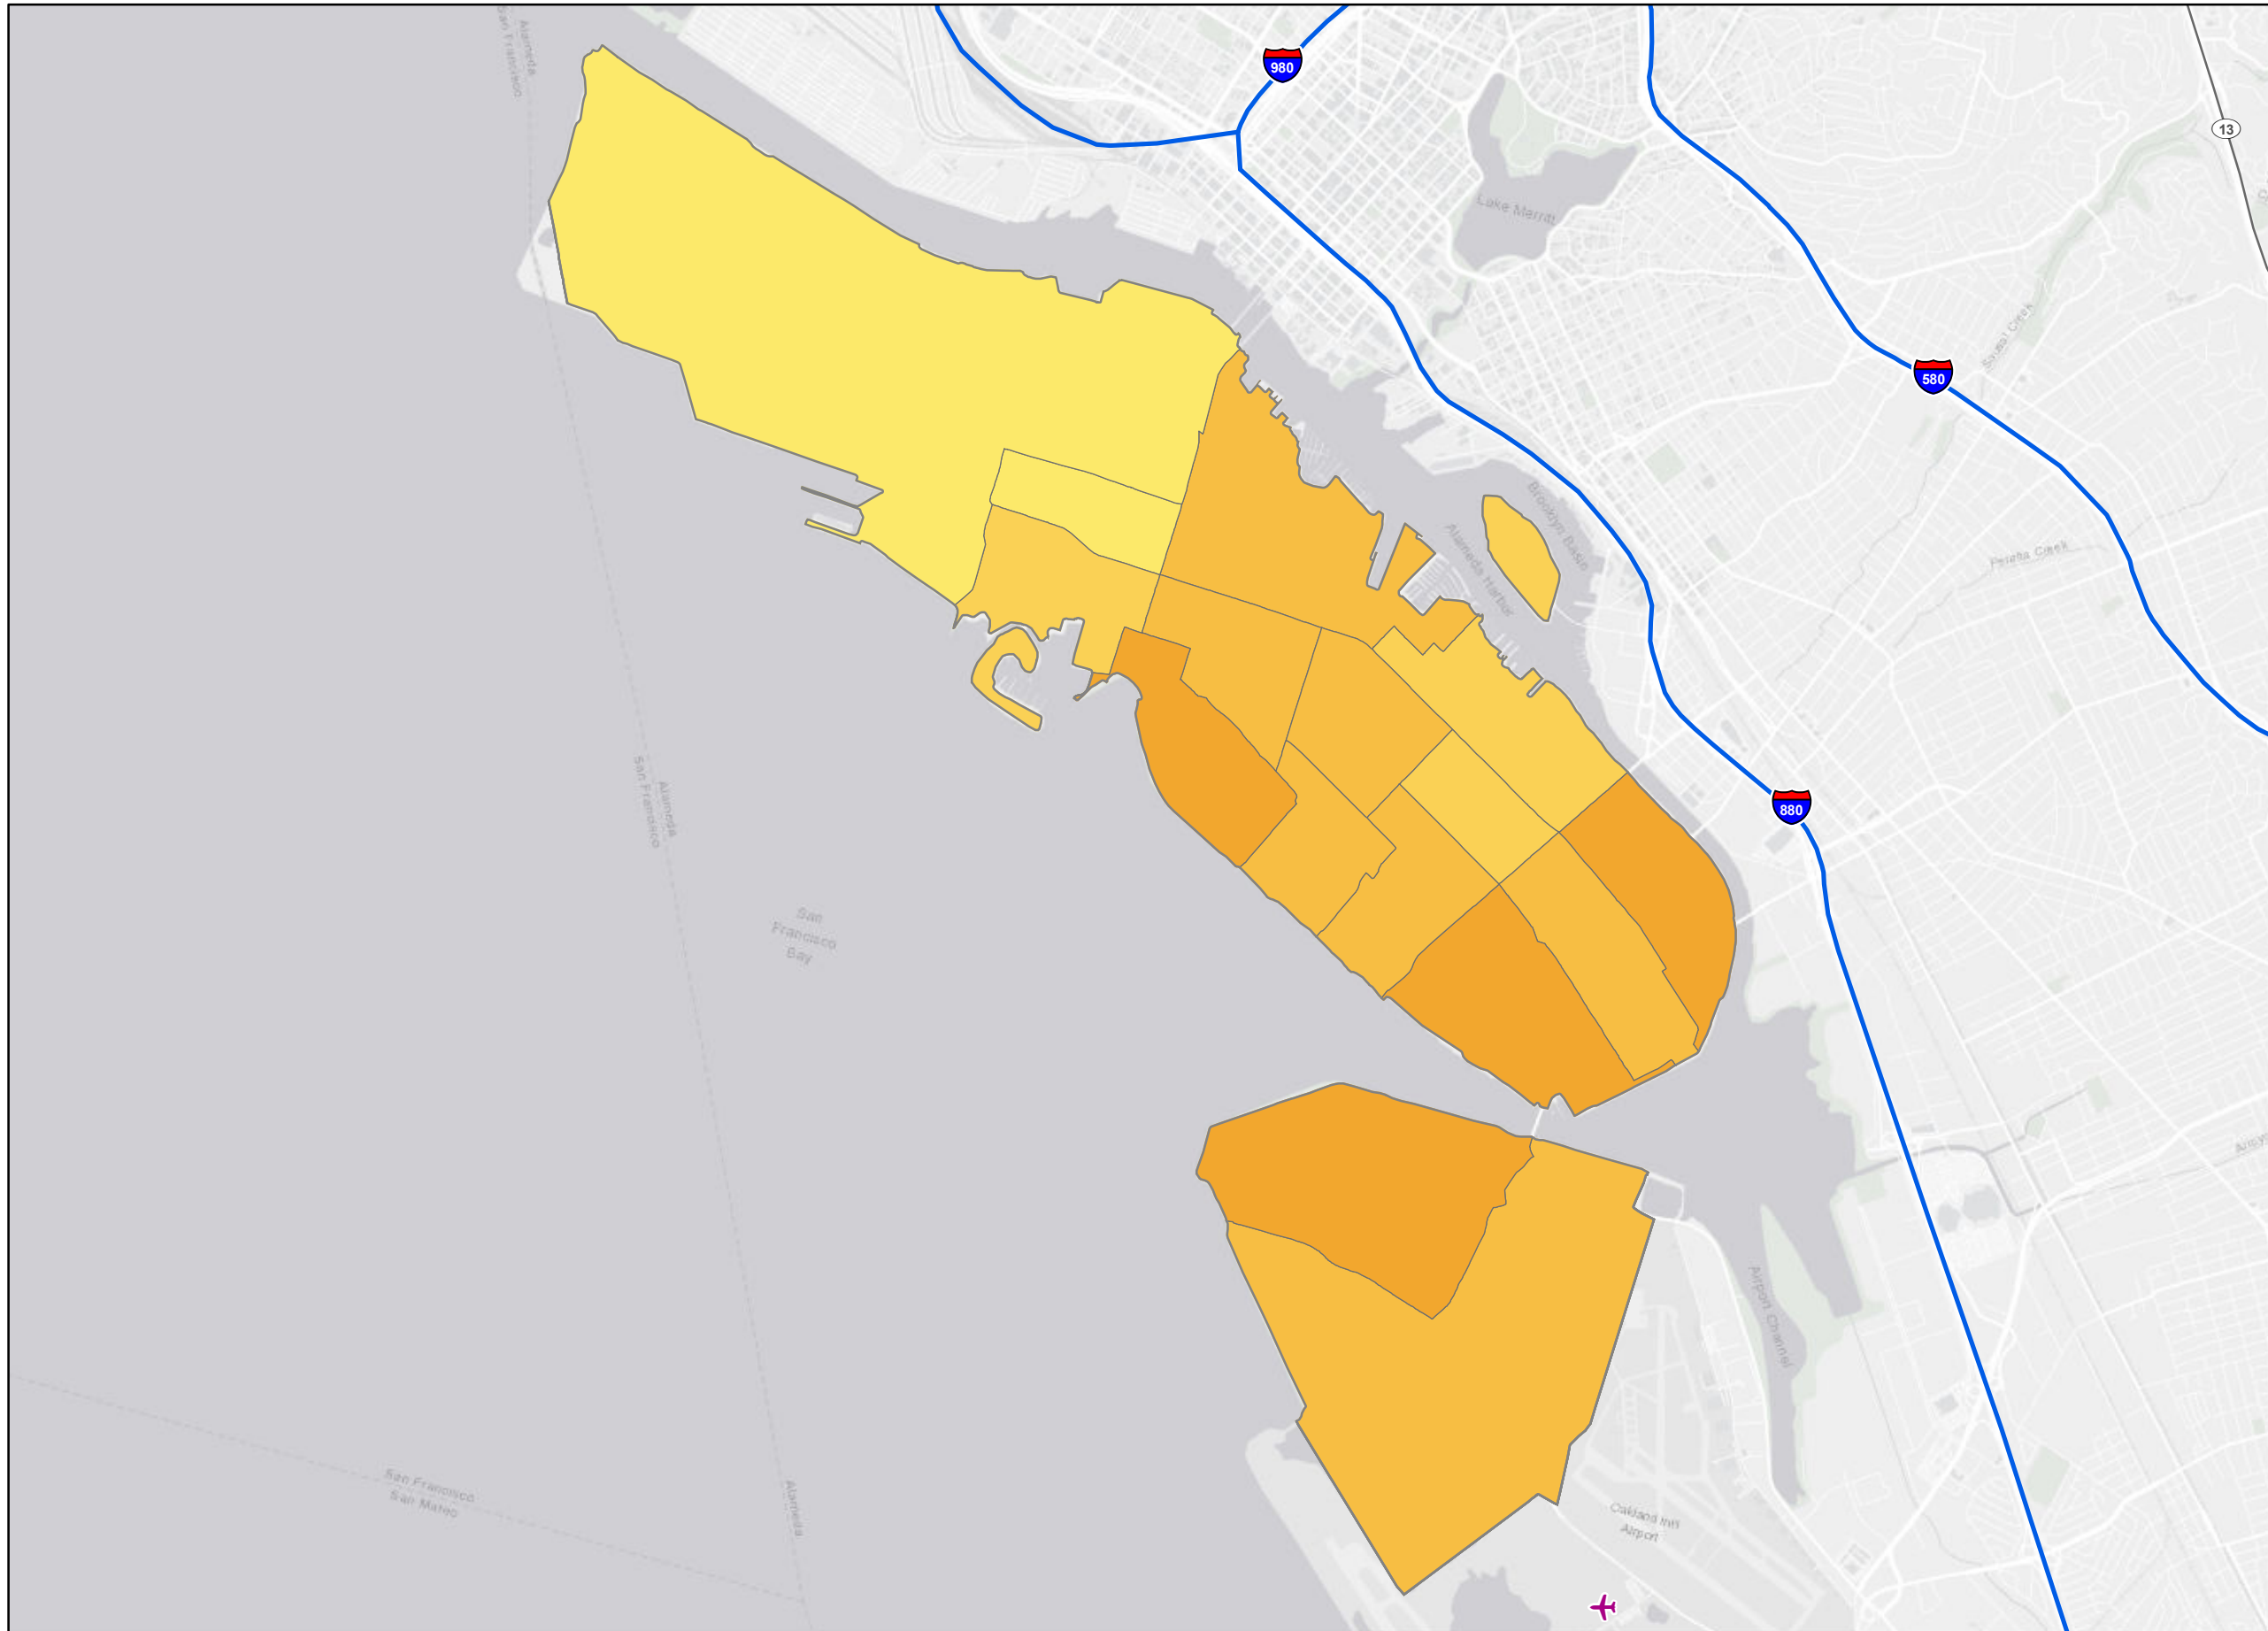 Alameda
San Francisco
980
13
Lake Merritt
Sausal Creek
580
Brooklyn Basin
Alameda Harbor
Peralta Creek
Alameda
San Francisco
880
San
Francisco
Bay
Airport Channel
San Francisco
San Mateo
Alameda
Oakland Intl
Airport